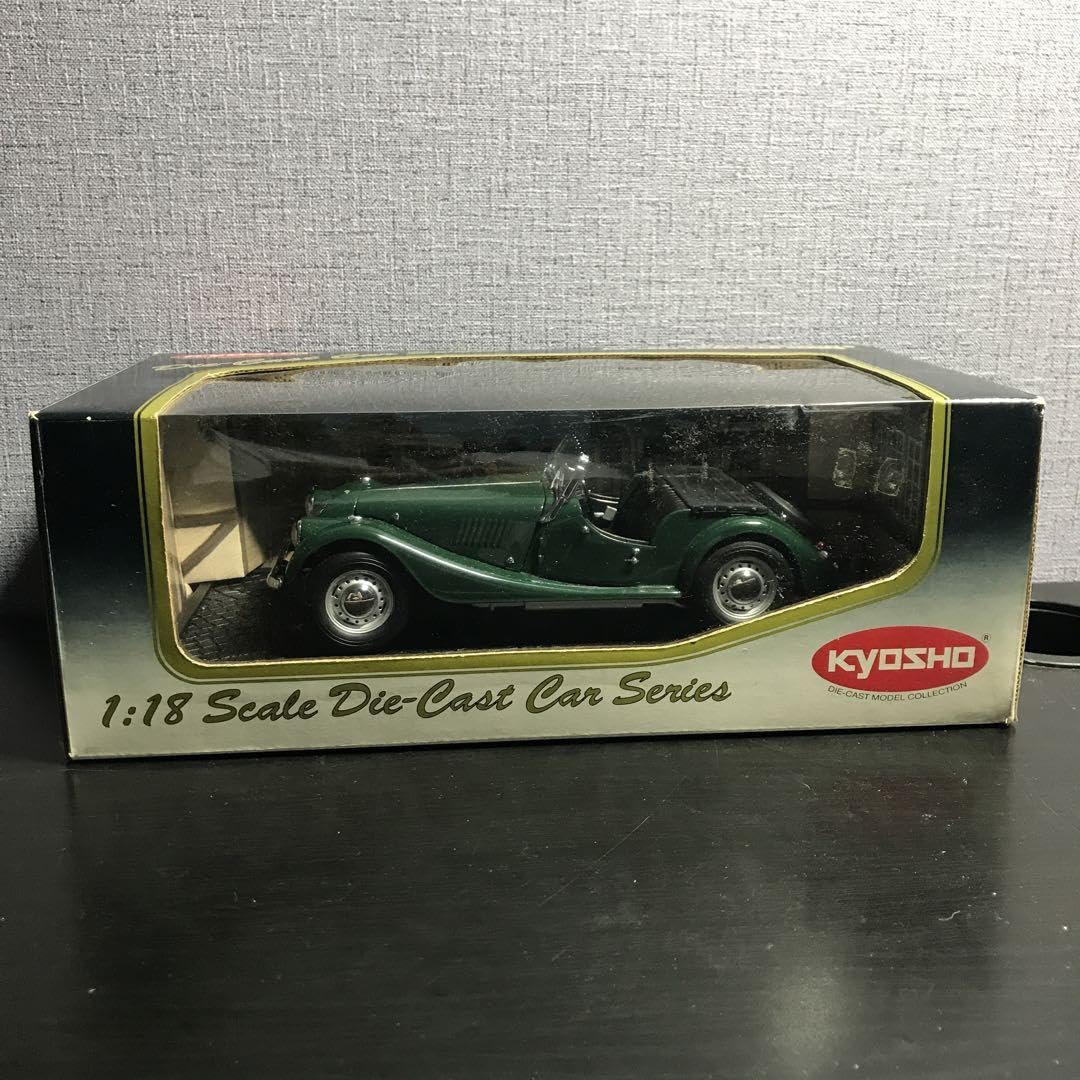 1:18 Scale Die-Cast Car Series
KYOSHO
®
DIE-CAST MODEL COLLECTION